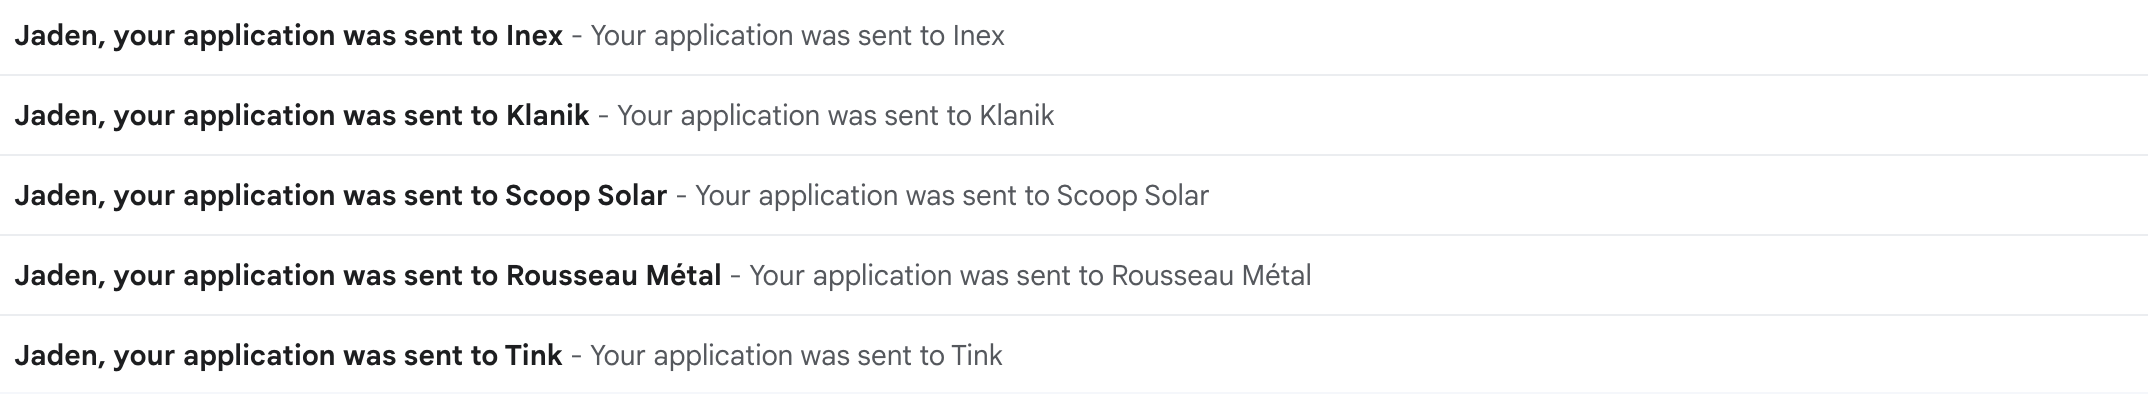 Jaden, your application was sent to Inex - Your application was sent to Inex
Jaden, your application was sent to Klanik - Your application was sent to Klanik
Jaden, your application was sent to Scoop Solar - Your application was sent to Scoop Solar
Jaden, your application was sent to Rousseau Métal - Your application was sent to Rousseau Métal
Jaden, your application was sent to Tink - Your application was sent to Tink